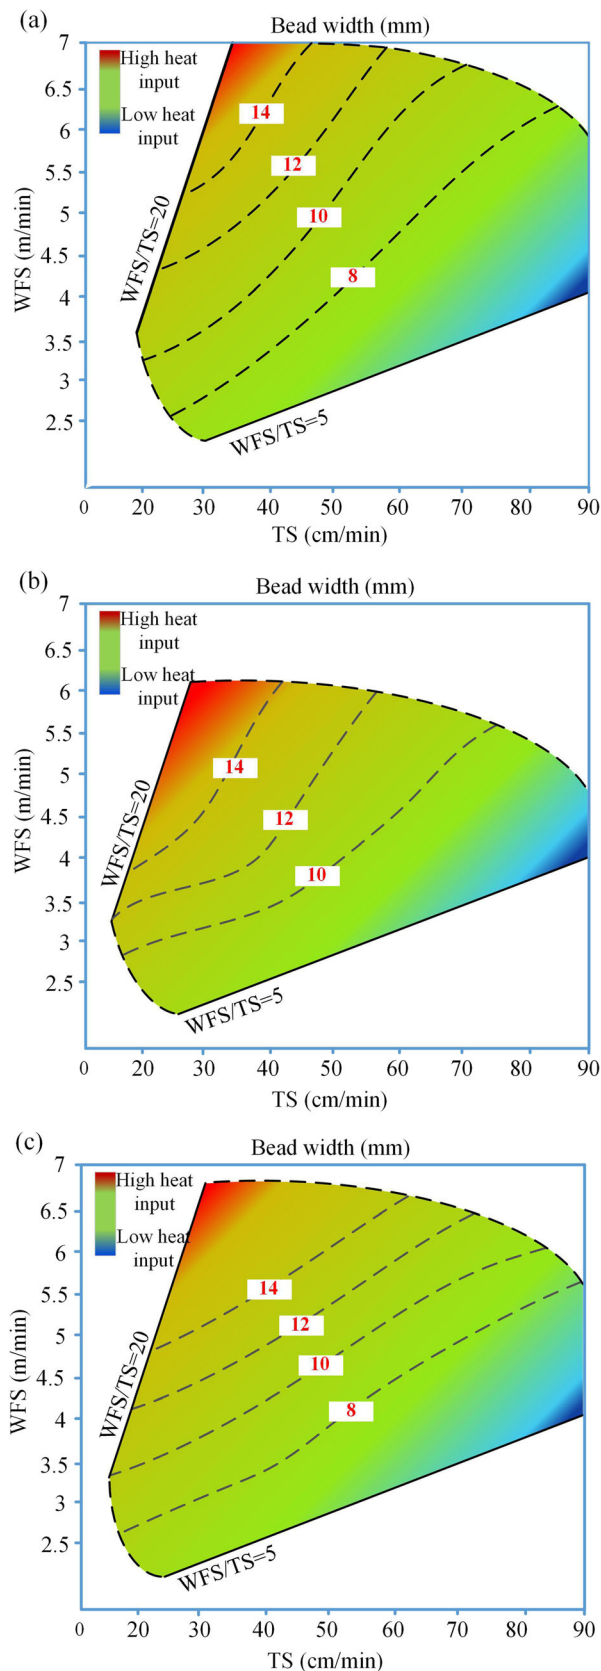 (a)
Bead width (mm)
7
High heat
input
6.5
Low heat
input
14
6
12
5.5
10
5
WFS/TS=20
WFS (m/min)
4.5
8
4
3.5
3
WFS/TS=5
2.5
0 20 30 40 50 60 70 80 90
TS (cm/min)
(b)
Bead width (mm)
7
High heat
input
6.5
Low heat
input
6
5.5
14
5
WFS/TS=20
WFS (m/min)
12
4.5
4
10
3.5
3
2.5
WFS/TS=5
0 20 30 40 50 60 70 80 90
TS (cm/min)
(c)
Bead width (mm)
7
High heat
input
6.5
Low heat
input
6
14
5.5
12
5
10
4.5
WFS/TS=20
WFS (m/min)
8
4
3.5
3
2.5
WFS/TS=5
0 20 30 40 50 60 70 80 90
TS (cm/min)